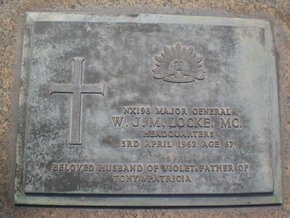 NX198 MAJOR GENERAL
W. J. M. LOCKE, MC.
HEADQUARTERS
3RD APRIL 1962 AGE 67
BELOVED HUSBAND OF VIOLET, FATHER OF
TONY & PATRICIA